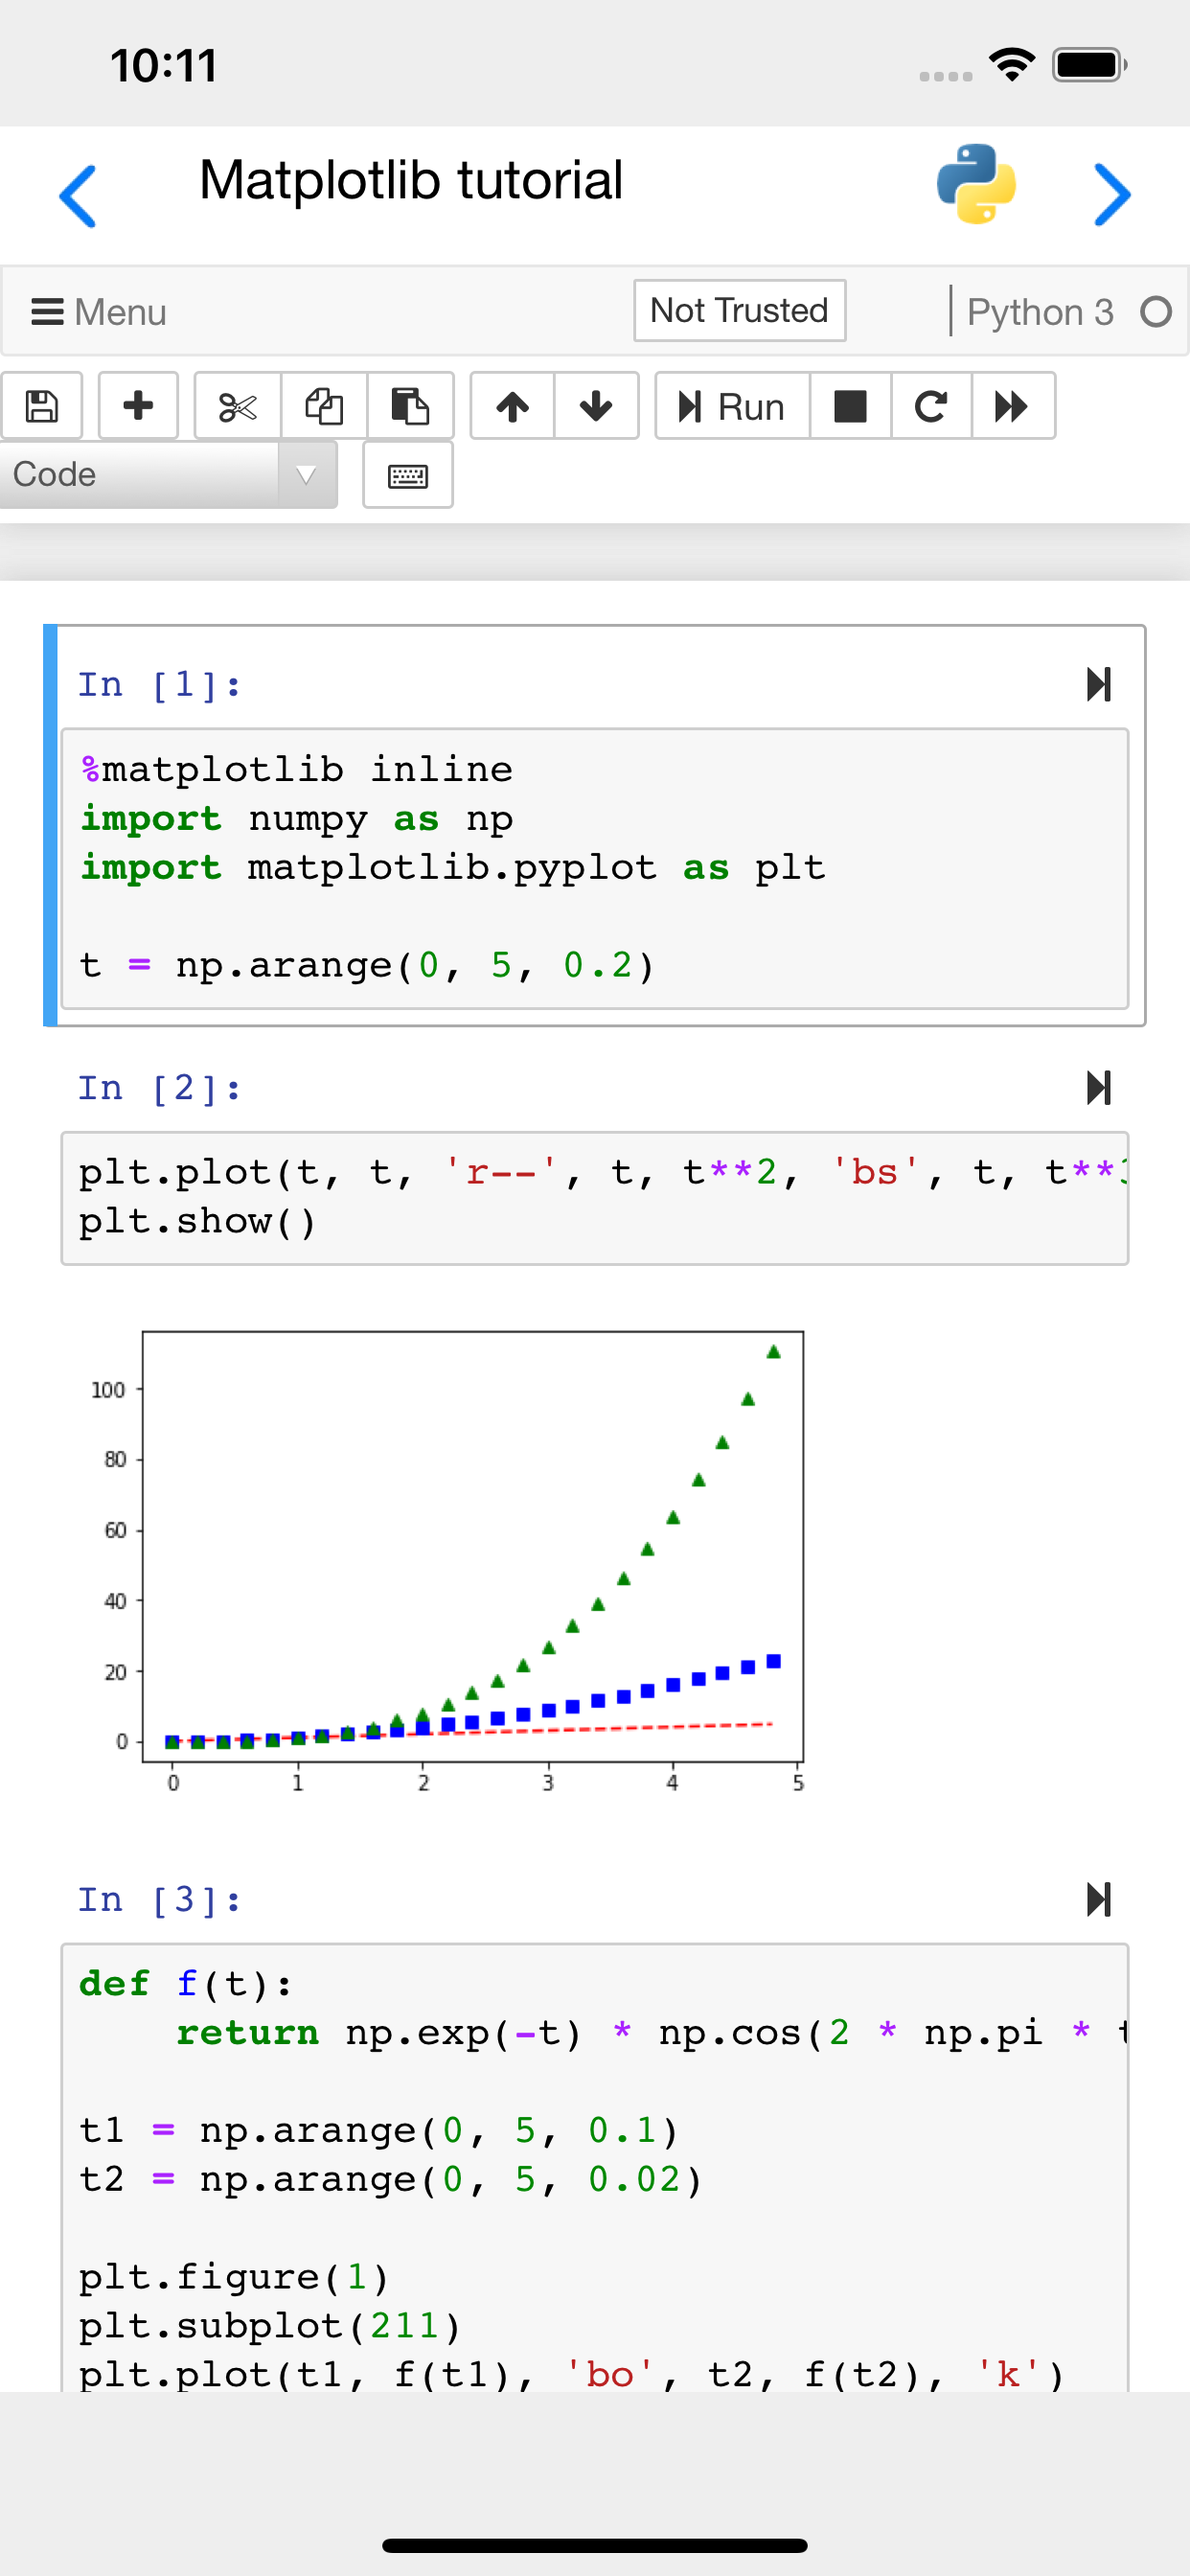 10:11
Matplotlib tutorial
Menu
Not Trusted
Python 3
Run
Code
In [1]:
%matplotlib inline
import numpy as np
import matplotlib.pyplot as plt
t = np.arange(0, 5, 0.2)
In [2]:
plt.plot(t, t, 'r--', t, t**2, 'bs', t, t**
plt.show()
100
80
60
40
20
0
0 1 2 3 4 5
In [3]:
def f(t):
    return np.exp(-t) * np.cos(2 * np.pi * t
t1 = np.arange(0, 5, 0.1)
t2 = np.arange(0, 5, 0.02)
plt.figure(1)
plt.subplot(211)
plt.plot(t1, f(t1), 'bo', t2, f(t2), 'k')